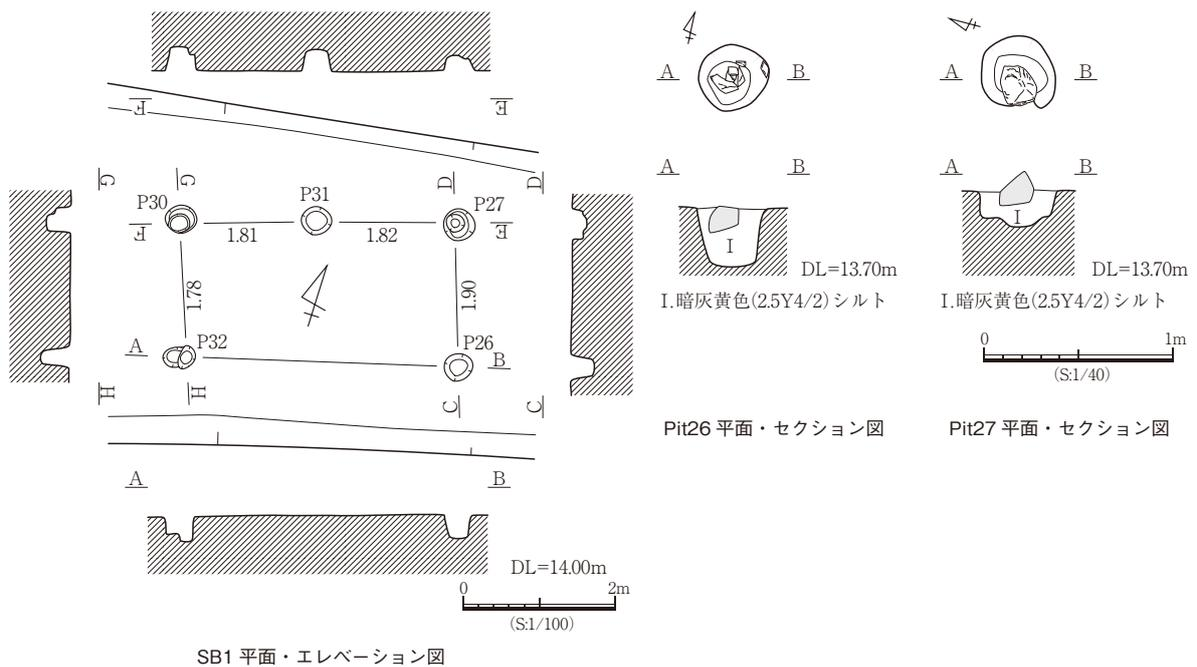 E
E
G
G
D
D
P30
P31
P27
E
E
1.81
1.82
1.78
1.90
P32
P26
A
B
H
H
C
C
A
B
DL=14.00m
0
2m
(S:1/100)
SB1 平面・エレベーション図
A
B
A
B
I
DL=13.70m
I.暗灰黄色(2.5Y4/2)シルト
Pit26 平面・セクション図
A
B
A
B
I
DL=13.70m
I.暗灰黄色(2.5Y4/2)シルト
0
1m
(S:1/40)
Pit27 平面・セクション図